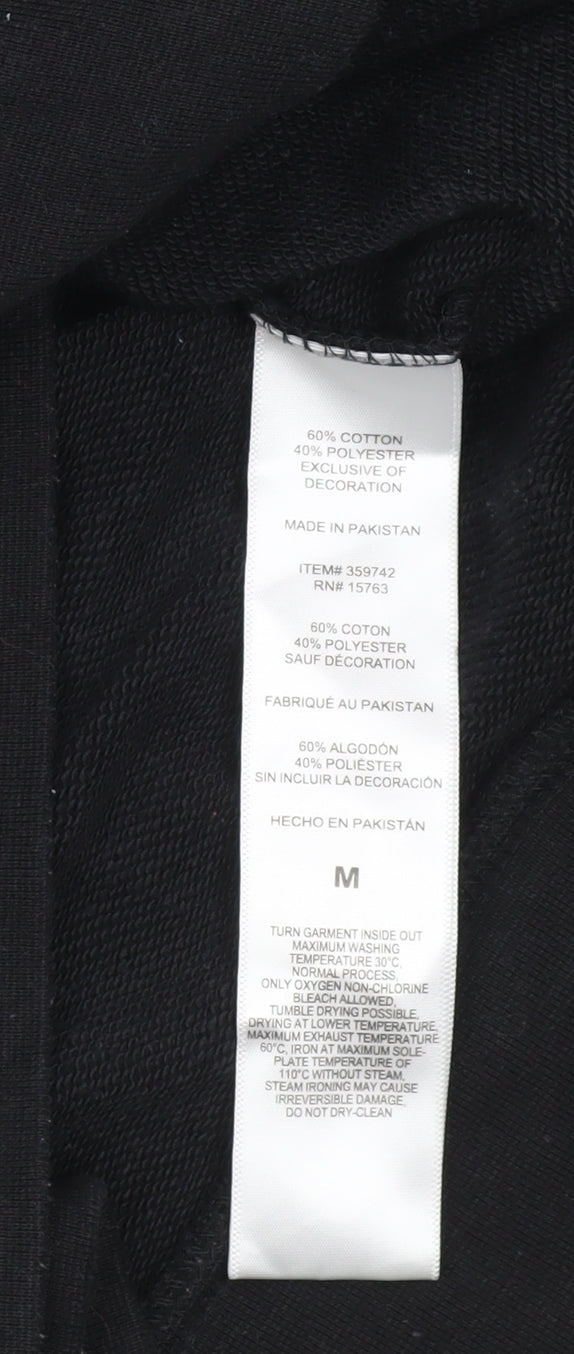 60% COTTON
40% POLYESTER
EXCLUSIVE OF
DECORATION
MADE IN PAKISTAN
ITEM# 359742
RN# 15763
60% COTON
40% POLYESTER
SAUF DÉCORATION
FABRIQUÉ AU PAKISTAN
60% ALGODÓN
40% POLIÈSTER
SIN INCLUIR LA DECORACIÓN
HECHO EN PAKISTÁN
M
TURN GARMENT INSIDE OUT
MAXIMUM WASHING
TEMPERATURE 30°C,
NORMAL PROCESS,
ONLY OXYGEN NON-CHLORINE
BLEACH ALLOWED,
TUMBLE DRYING POSSIBLE,
DRYING AT LOWER TEMPERATURE,
MAXIMUM EXHAUST TEMPERATURE
60°C, IRON AT MAXIMUM SOLE-
PLATE TEMPERATURE OF
110°C WITHOUT STEAM,
STEAM IRONING MAY CAUSE
IRREVERSIBLE DAMAGE,
DO NOT DRY-CLEAN